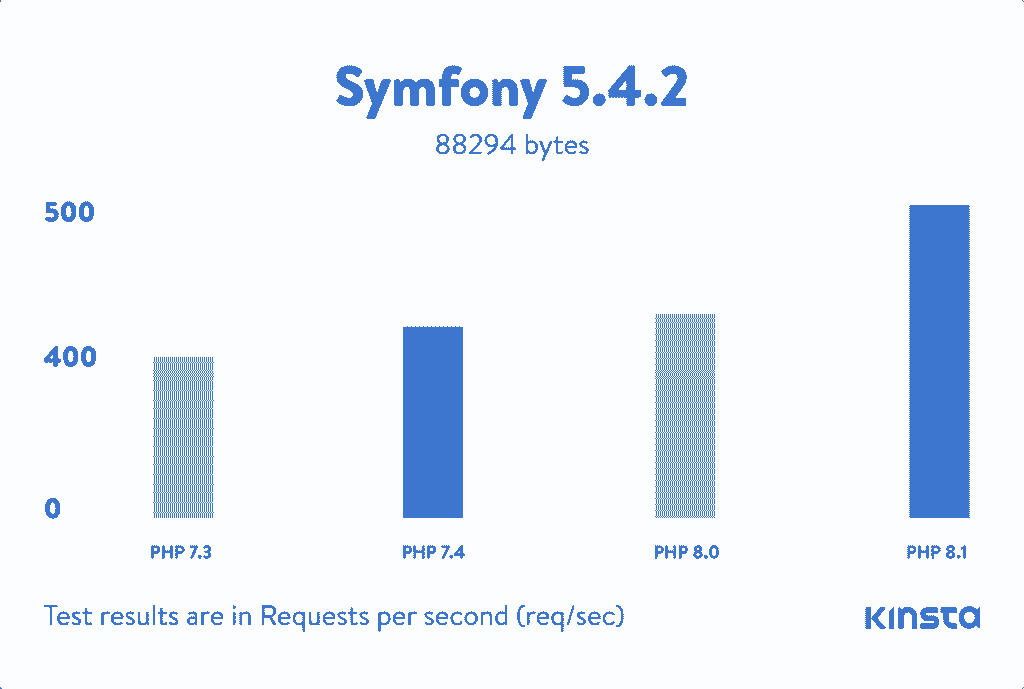 Symfony 5.4.2
88294 bytes
500
400
0
PHP 7.3
PHP 7.4
PHP 8.0
PHP 8.1
Test results are in Requests per second (req/sec)
KINSTA